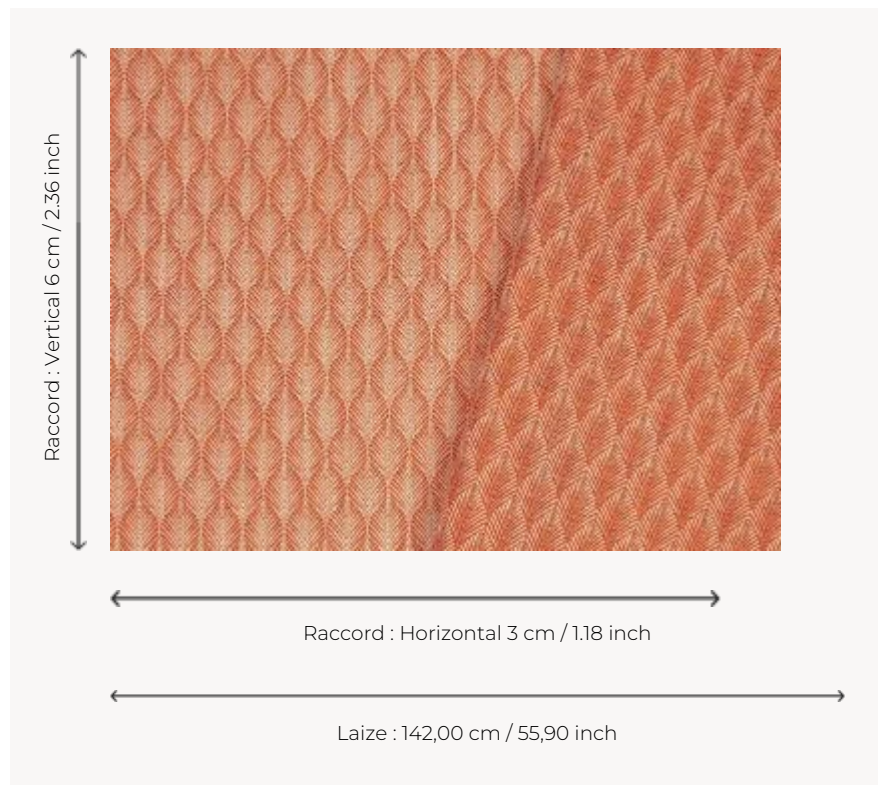 Raccord : Vertical 6 cm / 2.36 inch
Raccord : Horizontal 3 cm / 1.18 inch
Laize : 142,00 cm / 55,90 inch